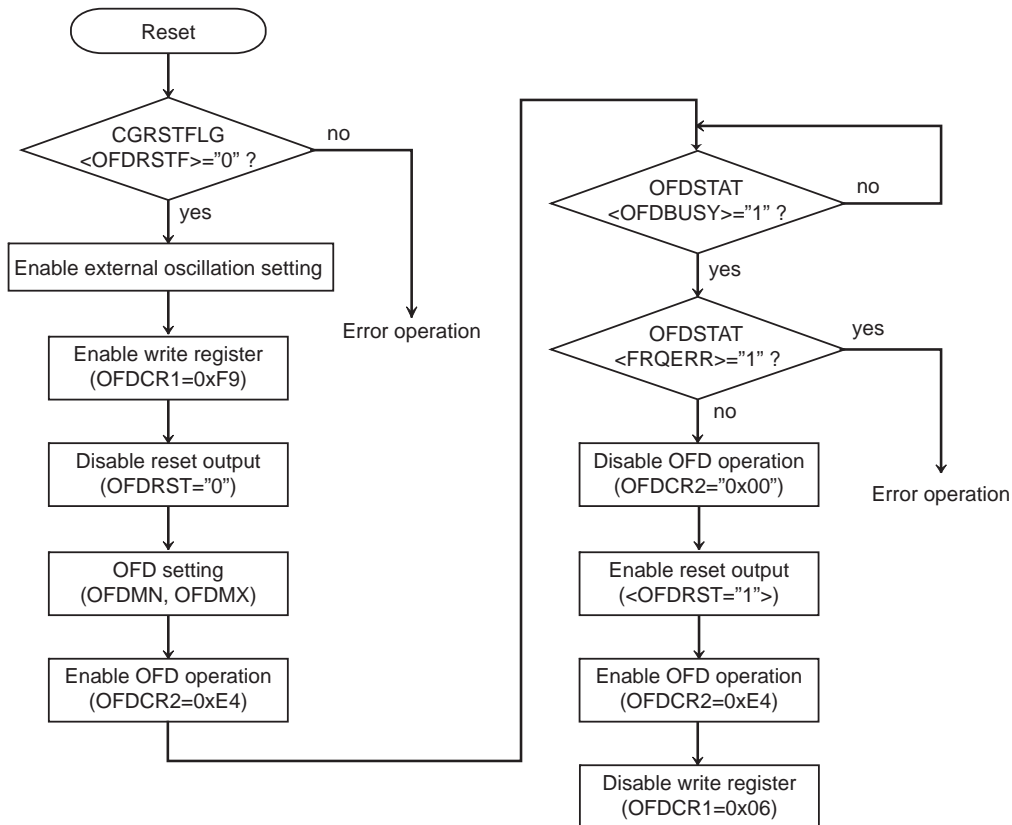 Reset
CGRSTFLG
<OFDRSTF>=”0” ?
no
yes
Enable external oscillation setting
Error operation
Enable write register
(OFDCR1=0xF9)
Disable reset output
(OFDRST=”0”)
OFD setting
(OFDMN, OFDMX)
Enable OFD operation
(OFDCR2=0xE4)
OFDSTAT
<OFDBUSY>=”1” ?
no
yes
OFDSTAT
<FRQERR>=”1” ?
yes
no
Disable OFD operation
(OFDCR2=”0x00”)
Error operation
Enable reset output
(<OFDRST=”1”>)
Enable OFD operation
(OFDCR2=0xE4)
Disable write register
(OFDCR1=0x06)